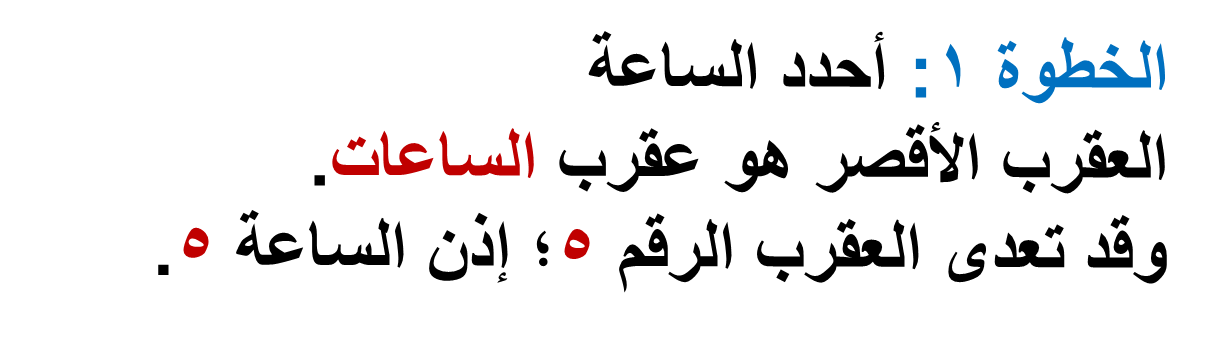 الخطوة ١: أحدد الساعة
العقرب الأقصر هو عقرب الساعات.
وقد تعدى العقرب الرقم ٥؛ إذن الساعة ٥.